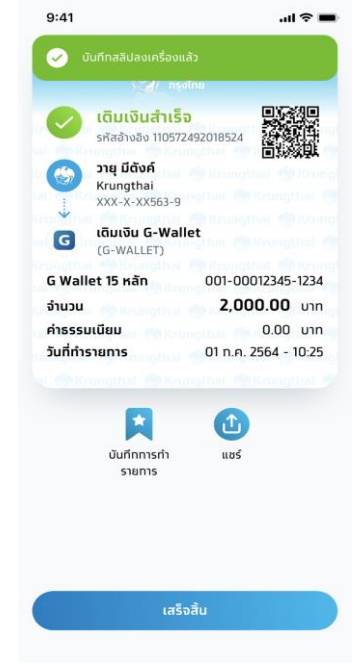 9:41
บันทึกสลิปลงเครื่องแล้ว
กรุงไทย
เติมเงินสำเร็จ
รหัสอ้างอิง 110572492018524
วายุ มีตังค์
Krungthai
XXX-X-XX563-9
G
เติมเงิน G-Wallet
(G-WALLET)
G Wallet 15 หลัก 001-00012345-1234
จำนวน 2,000.00 บาท
ค่าธรรมเนียม 0.00 บาท
วันที่ทำรายการ 01 ก.ค. 2564 - 10:25
บันทึกการทำ
รายการ
แชร์
เสร็จสิ้น